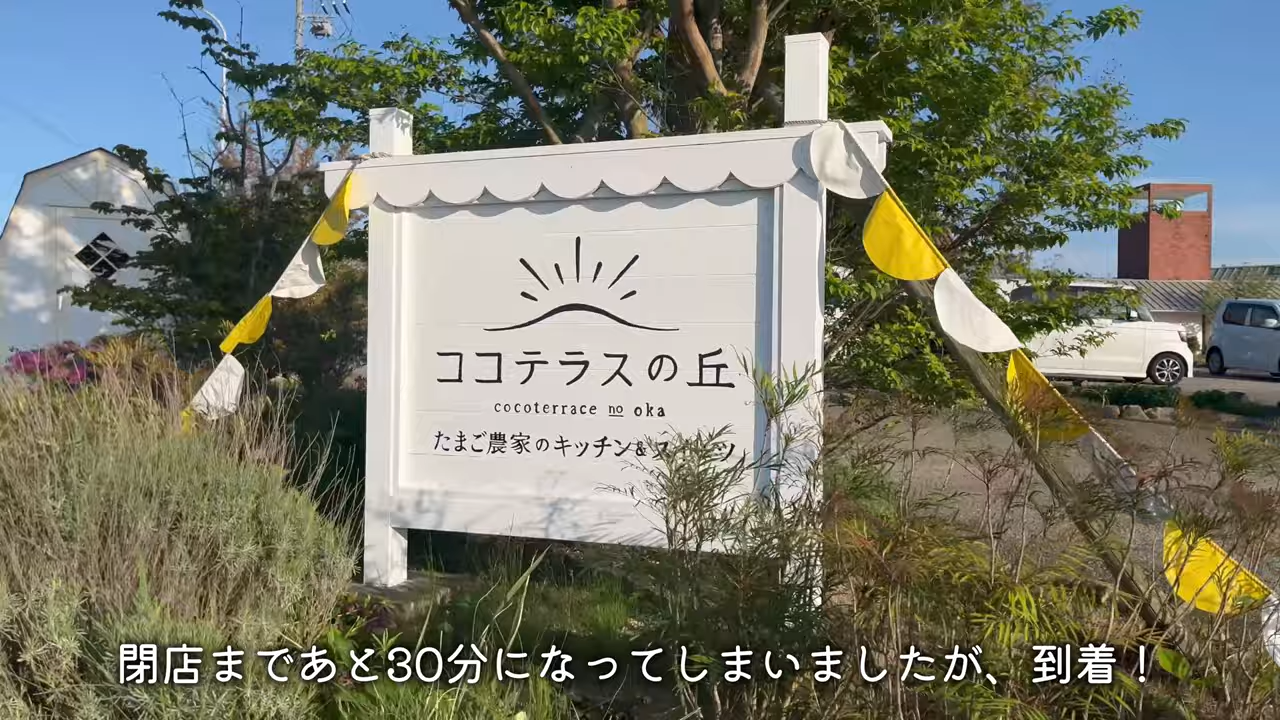 ココテラスの丘
cocoterrace no oka
たまご農家のキッチン&
閉店まであと30分になってしまいましたが、到着！